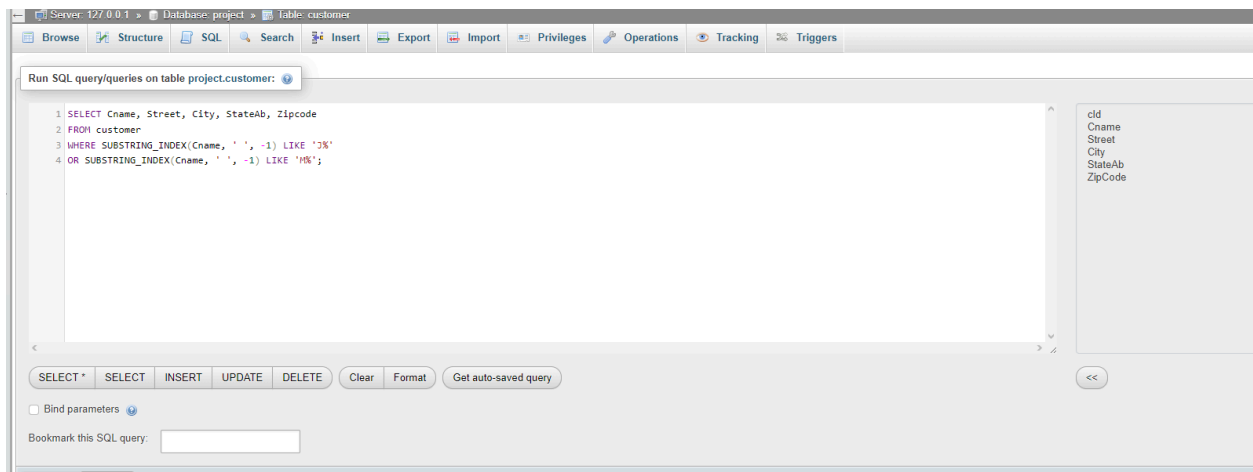 Server: 127.0.0.1 » Database: project » Table: customer
Browse Structure SQL Search Insert Export Import Privileges Operations Tracking Triggers
Run SQL query/queries on table project.customer:
1 SELECT Cname, Street, City, StateAb, Zipcode
2 FROM customer
3 WHERE SUBSTRING_INDEX(Cname, ' ', -1) LIKE 'J%'
4 OR SUBSTRING_INDEX(Cname, ' ', -1) LIKE 'M%';
cId
Cname
Street
City
StateAb
ZipCode
SELECT * SELECT INSERT UPDATE DELETE Clear Format Get auto-saved query <<
Bind parameters
Bookmark this SQL query: